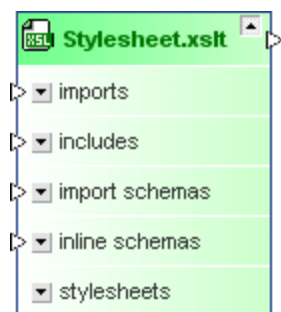 XSL Stylesheet.xslt
imports
includes
import schemas
inline schemas
stylesheets